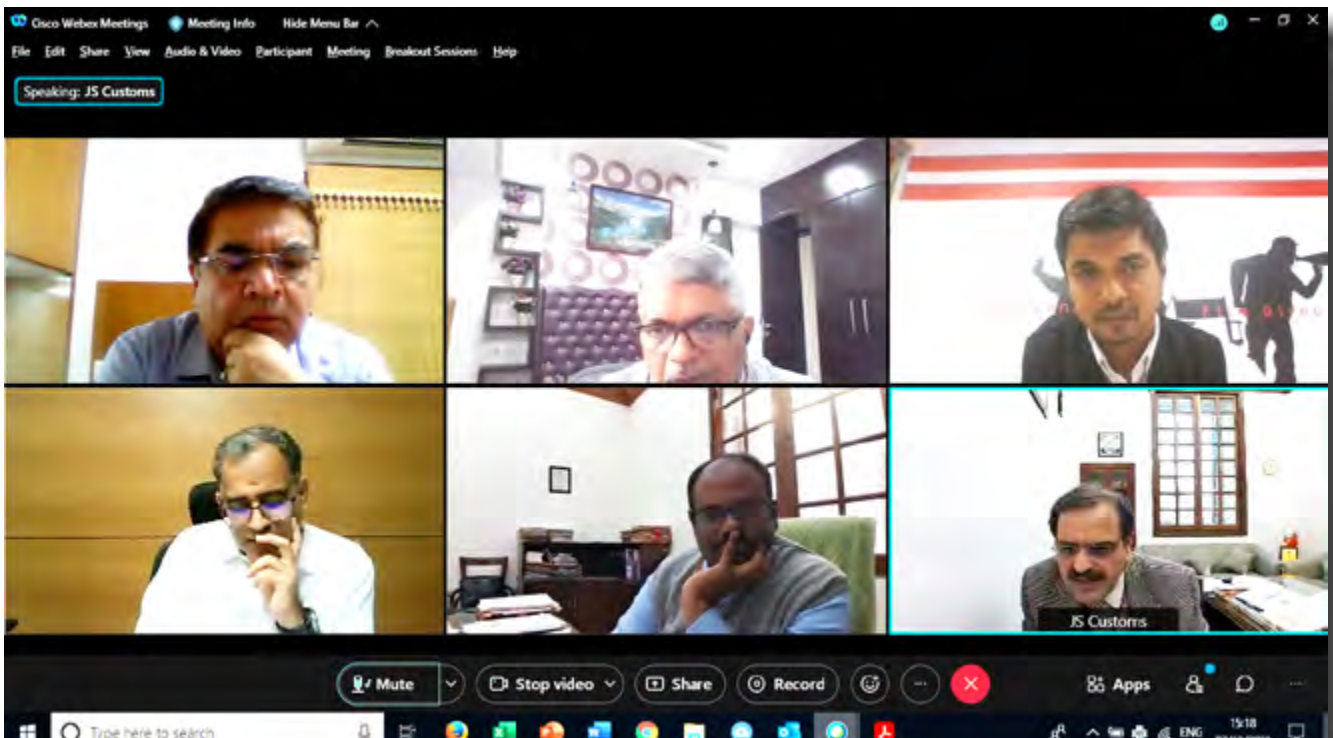 Cisco Webex Meetings Meeting Info Hide Menu Bar
File Edit Share View Audio & Video Participant Meeting Breakout Sessions Help
Speaking: JS Customs
JS Customs
Mute Stop video Share Record Apps
Type here to search ENG 15:18